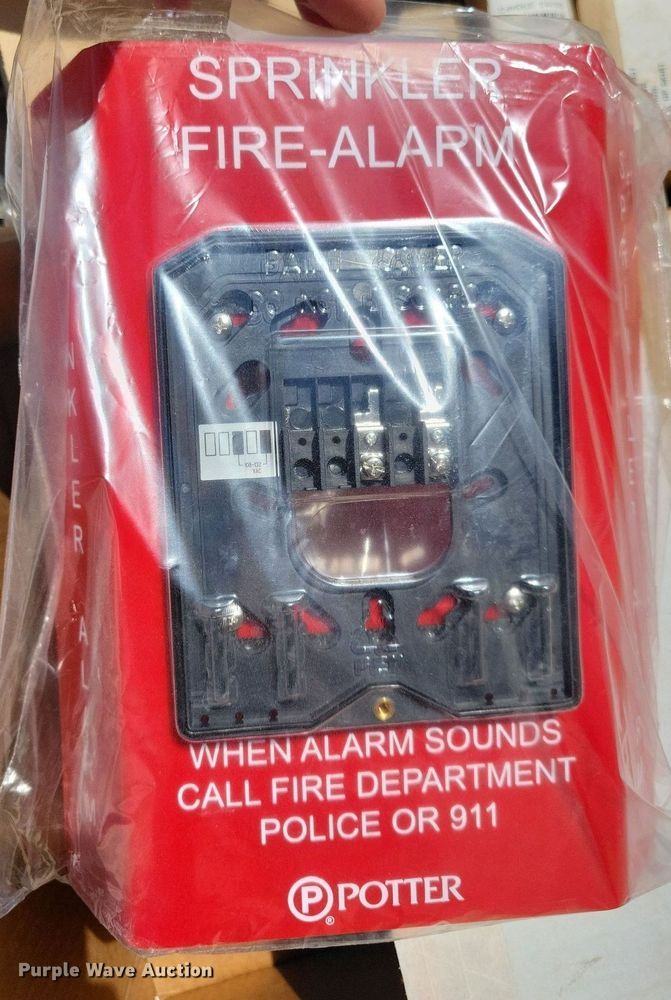 SPRINKLER
FIRE-ALARM
WHEN ALARM SOUNDS
CALL FIRE DEPARTMENT
POLICE OR 911
P POTTER
®
Purple Wave Auction